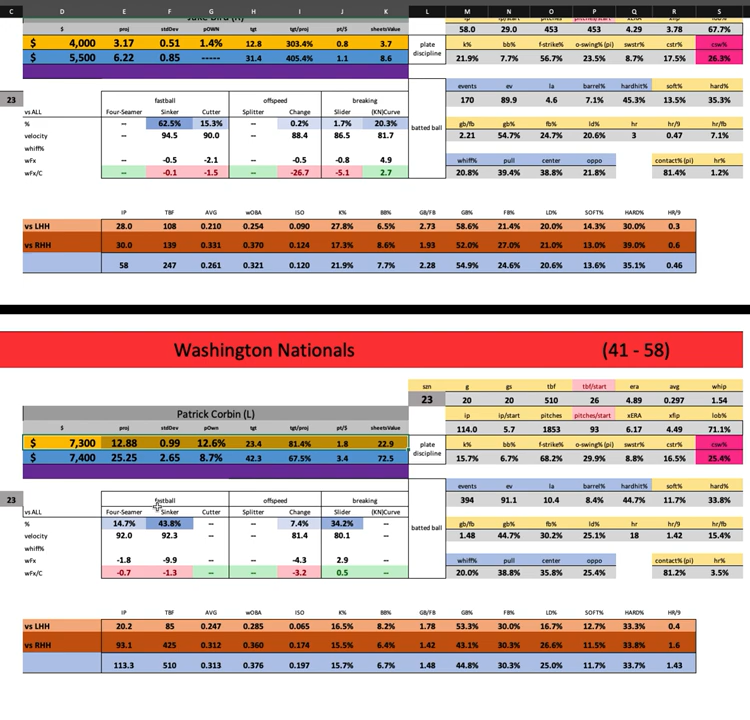 C D E F G H I J K L M N O P Q R S
Jake Bird (R)
ip ip/start pitches pitches/start xERA xfip lob%
$ proj stdDev pOWN tgt tgt/proj pt/$ sheetsValue 58.0 29.0 453 453 4.29 3.78 67.7%
$ 4,000 3.17 0.51 1.4% 12.8 303.4% 0.8 3.7 plate discipline k% bb% f-strike% o-swing% (pi) swstr% cstr% csw%
$ 5,500 6.22 0.85 ----- 31.4 405.4% 1.1 8.6 21.9% 7.7% 56.7% 23.5% 8.7% 17.5% 26.3%
events ev la barrel% hardhit% soft% hard%
23 fastball offspeed breaking 170 89.9 4.6 7.1% 45.3% 13.5% 35.3%
vs ALL Four-Seamer Sinker Cutter Splitter Change Slider (KN)Curve
% -- 62.5% 15.3% -- 0.2% 1.7% 20.3% batted ball gb/fb gb% fb% ld% hr hr/9 hr/fb
velocity 94.5 90.0 88.4 86.5 81.7 2.21 54.7% 24.7% 20.6% 3 0.47 7.1%
whiff%
wFx -- -0.5 -2.1 -- -0.5 -0.8 4.9 whiff% pull center oppo contact% (pi) hr%
wFx/C -- -0.1 -1.5 -- -26.7 -5.1 2.7 20.8% 39.4% 38.8% 21.8% 81.4% 1.2%
IP TBF AVG wOBA ISO K% BB% GB/FB GB% FB% LD% SOFT% HARD% HR/9
vs LHH 28.0 108 0.210 0.254 0.090 27.8% 6.5% 2.73 58.6% 21.4% 20.0% 14.3% 30.0% 0.3
vs RHH 30.0 139 0.331 0.370 0.124 17.3% 8.6% 1.93 52.0% 27.0% 21.0% 13.0% 39.0% 0.6
58 247 0.261 0.321 0.120 21.9% 7.7% 2.28 54.9% 24.6% 20.6% 13.6% 35.1% 0.46
Washington Nationals (41 - 58)
szn g gs tbf tbf/start era avg whip
23 20 20 510 26 4.89 0.297 1.54
Patrick Corbin (L) ip ip/start pitches pitches/start xERA xfip lob%
$ proj stdDev pOwn tgt tgt/proj pt/$ sheetsValue 114.0 5.7 1853 93 6.17 4.49 71.1%
$ 7,300 12.88 0.99 12.6% 23.4 81.4% 1.8 22.9 plate discipline k% bb% f-strike% o-swing% (pi) swstr% cstr% csw%
$ 7,400 25.25 2.65 8.7% 42.3 67.5% 3.4 72.5 15.7% 6.7% 68.2% 29.9% 8.8% 16.5% 25.4%
events ev la barrel% hardhit% soft% hard%
23 fastball offspeed breaking 394 91.1 10.4 8.4% 44.7% 11.7% 33.8%
vs ALL Four-Seamer Sinker Cutter Splitter Change Slider (KN)Curve
% 14.7% 43.8% -- -- 7.4% 34.2% -- batted ball gb/fb gb% fb% ld% hr hr/9 hr/fb
velocity 92.0 92.3 81.4 80.1 1.48 44.7% 30.2% 25.1% 18 1.42 15.4%
whiff%
wFx -1.8 -9.9 -- -- -4.3 2.9 -- whiff% pull center oppo contact% (pi) hr%
wFx/C -0.7 -1.3 -- -- -3.2 0.5 -- 20.0% 38.8% 35.8% 25.4% 81.2% 3.5%
IP TBF AVG wOBA ISO K% BB% GB/FB GB% FB% LD% SOFT% HARD% HR/9
vs LHH 20.2 85 0.247 0.285 0.065 16.5% 8.2% 1.78 53.3% 30.0% 16.7% 12.7% 33.3% 0.4
vs RHH 93.1 425 0.312 0.360 0.174 15.5% 6.4% 1.42 43.1% 30.3% 26.6% 11.5% 33.8% 1.6
113.3 510 0.313 0.376 0.197 15.7% 6.7% 1.48 44.8% 30.3% 25.0% 11.7% 33.7% 1.43